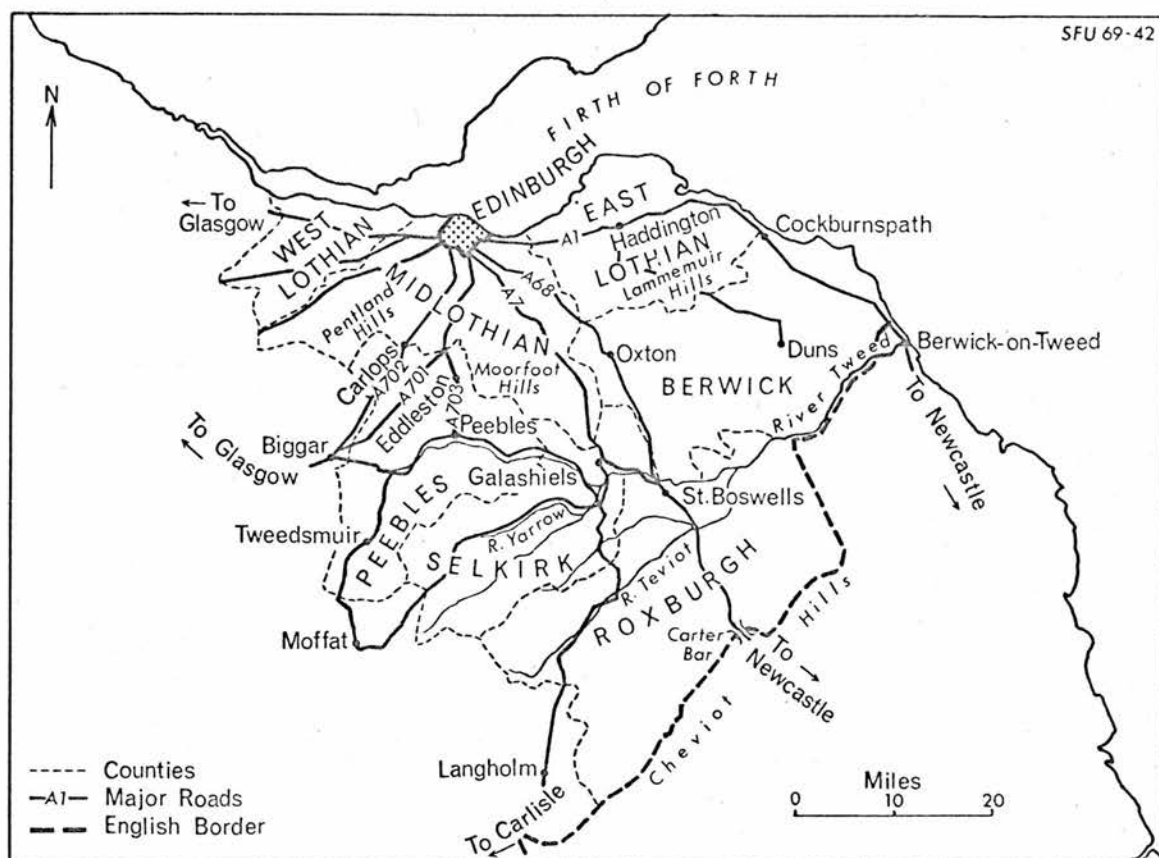 SFU 69-42
N
FIRTH OF FORTH
EDINBURGH
To
Glasgow
WEST
LOTHIAN
EAST
LOTHIAN
A1
Haddington
Cockburnspath
Lammemuir
Hills
MIDLOTHIAN
Pentland
Hills
A68
A7
Carlops
A702
A701
Eddleston
A703
Moorfoot
Hills
Oxton
Duns
BERWICK
River Tweed
Berwick-on-Tweed
To Newcastle
To Glasgow
Biggar
Peebles
Galashiels
St. Boswells
PEEBLES
Tweedsmuir
R. Yarrow
SELKIRK
R. Teviot
ROXBURGH
Moffat
Carter
Bar
To
Newcastle
Cheviot Hills
Langholm
To Carlisle
Counties
A1 Major Roads
English Border
Miles
0 10 20